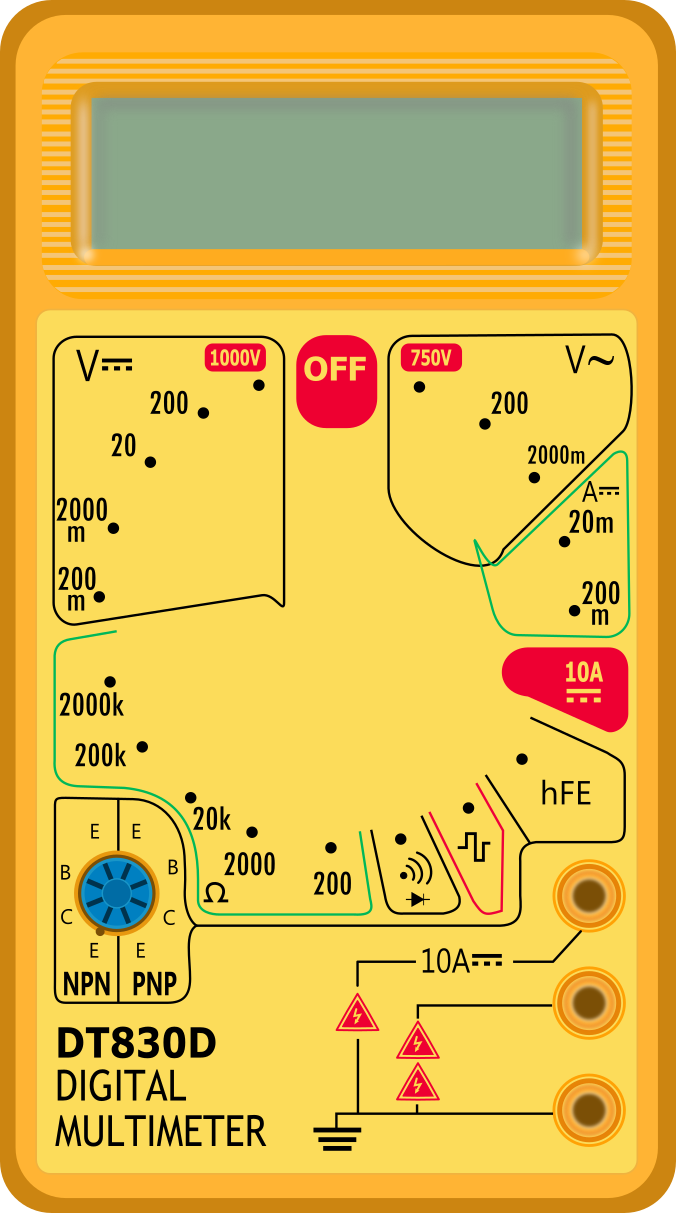 V
1000V
OFF
750V
V~
200
200
20
2000m
A
2000
m
20m
200
m
200
m
10A
2000k
200k
hFE
20k
2000
200
Ω
E E
B B
C C
E E
NPN PNP
10A
DT830D
DIGITAL
MULTIMETER